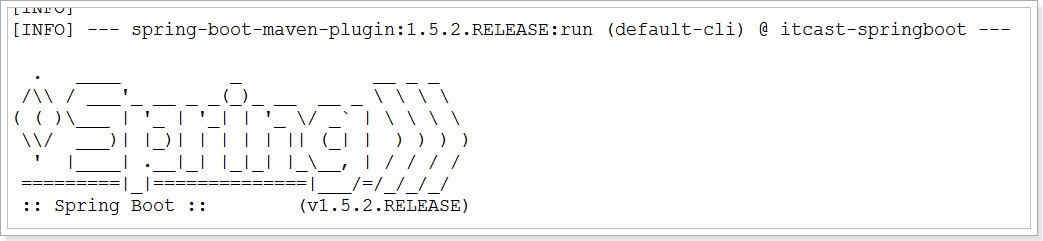 [INFO]
[INFO] --- spring-boot-maven-plugin:1.5.2.RELEASE:run (default-cli) @ itcast-springboot ---
  .   ____          _            __ _ _
 /\\ / ___'_ __ _ _(_)_ __  __ _ \ \ \ \
( ( )\___ | '_ | '_| | '_ \/ _` | \ \ \ \
 \\/  ___)| |_)| | | | | || (_| |  ) ) ) )
  '  |____| .__|_| |_|_| |_\__, | / / / /
 =========|_|==============|___/=/_/_/_/
 :: Spring Boot ::        (v1.5.2.RELEASE)